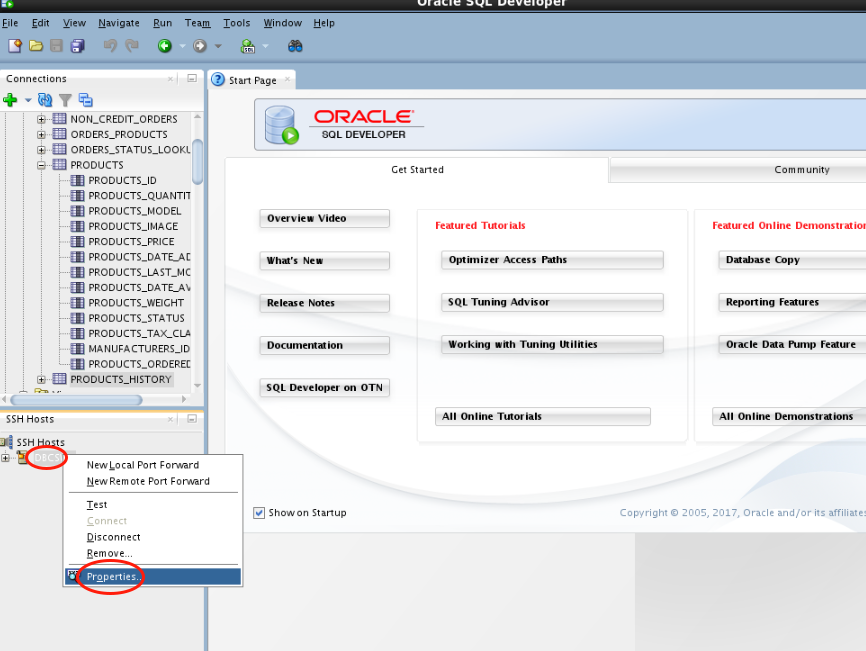 Oracle SQL Developer
File Edit View Navigate Run Team Tools Window Help
SQL
Connections
Start Page
NON_CREDIT_ORDERS
ORDERS_PRODUCTS
ORDERS_STATUS_LOOKU
PRODUCTS
PRODUCTS_ID
PRODUCTS_QUANTIT
PRODUCTS_MODEL
PRODUCTS_IMAGE
PRODUCTS_PRICE
PRODUCTS_DATE_AD
PRODUCTS_LAST_MO
PRODUCTS_DATE_AV
PRODUCTS_WEIGHT
PRODUCTS_STATUS
PRODUCTS_TAX_CLA
MANUFACTURERS_ID
PRODUCTS_ORDERED
PRODUCTS_HISTORY
SSH Hosts
SSH Hosts
DBCS
New Local Port Forward
New Remote Port Forward
Test
Connect
Disconnect
Remove...
Properties...
ORACLE
SQL DEVELOPER
Get Started
Community
Overview Video
What's New
Release Notes
Documentation
SQL Developer on OTN
Featured Tutorials
Optimizer Access Paths
SQL Tuning Advisor
Working with Tuning Utilities
All Online Tutorials
Featured Online Demonstration
Database Copy
Reporting Features
Oracle Data Pump Feature
All Online Demonstrations
Show on Startup
Copyright © 2005, 2017, Oracle and/or its affiliates